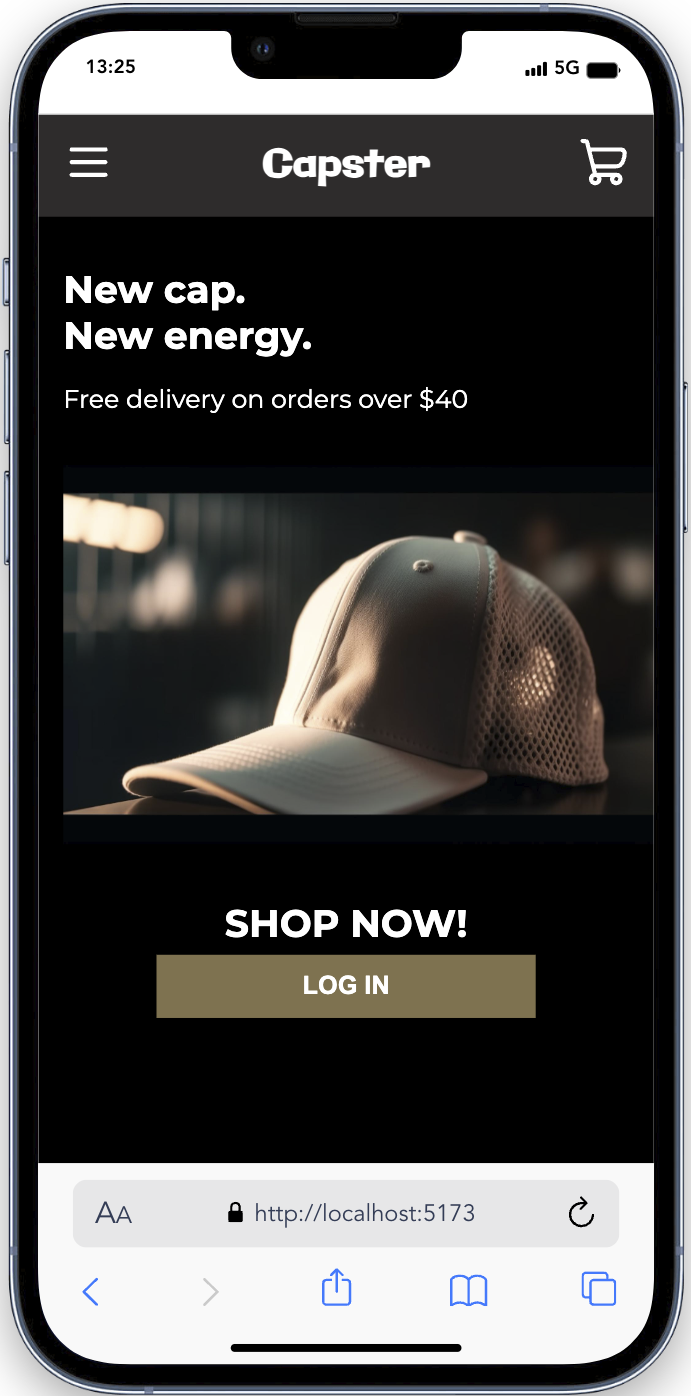 13:25
5G
Capster
New cap.
New energy.
Free delivery on orders over $40
SHOP NOW!
LOG IN
AA
http://localhost:5173